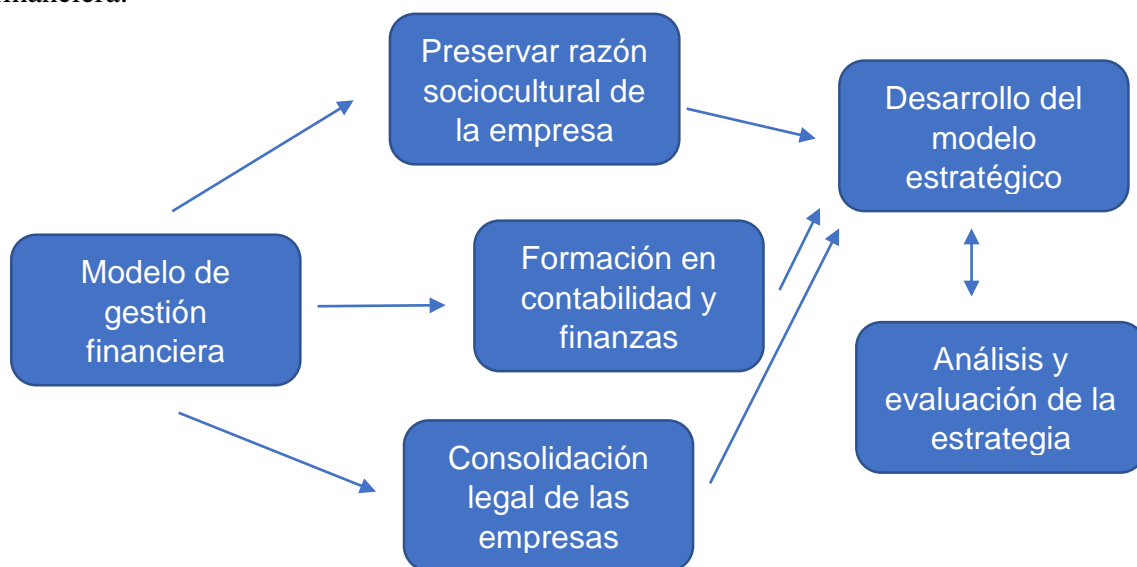 financiera.
Preservar razón
sociocultural de
la empresa
Desarrollo del
modelo
estratégico
Modelo de
gestión
financiera
Formación en
contabilidad y
finanzas
Análisis y
evaluación de la
estrategia
Consolidación
legal de las
empresas